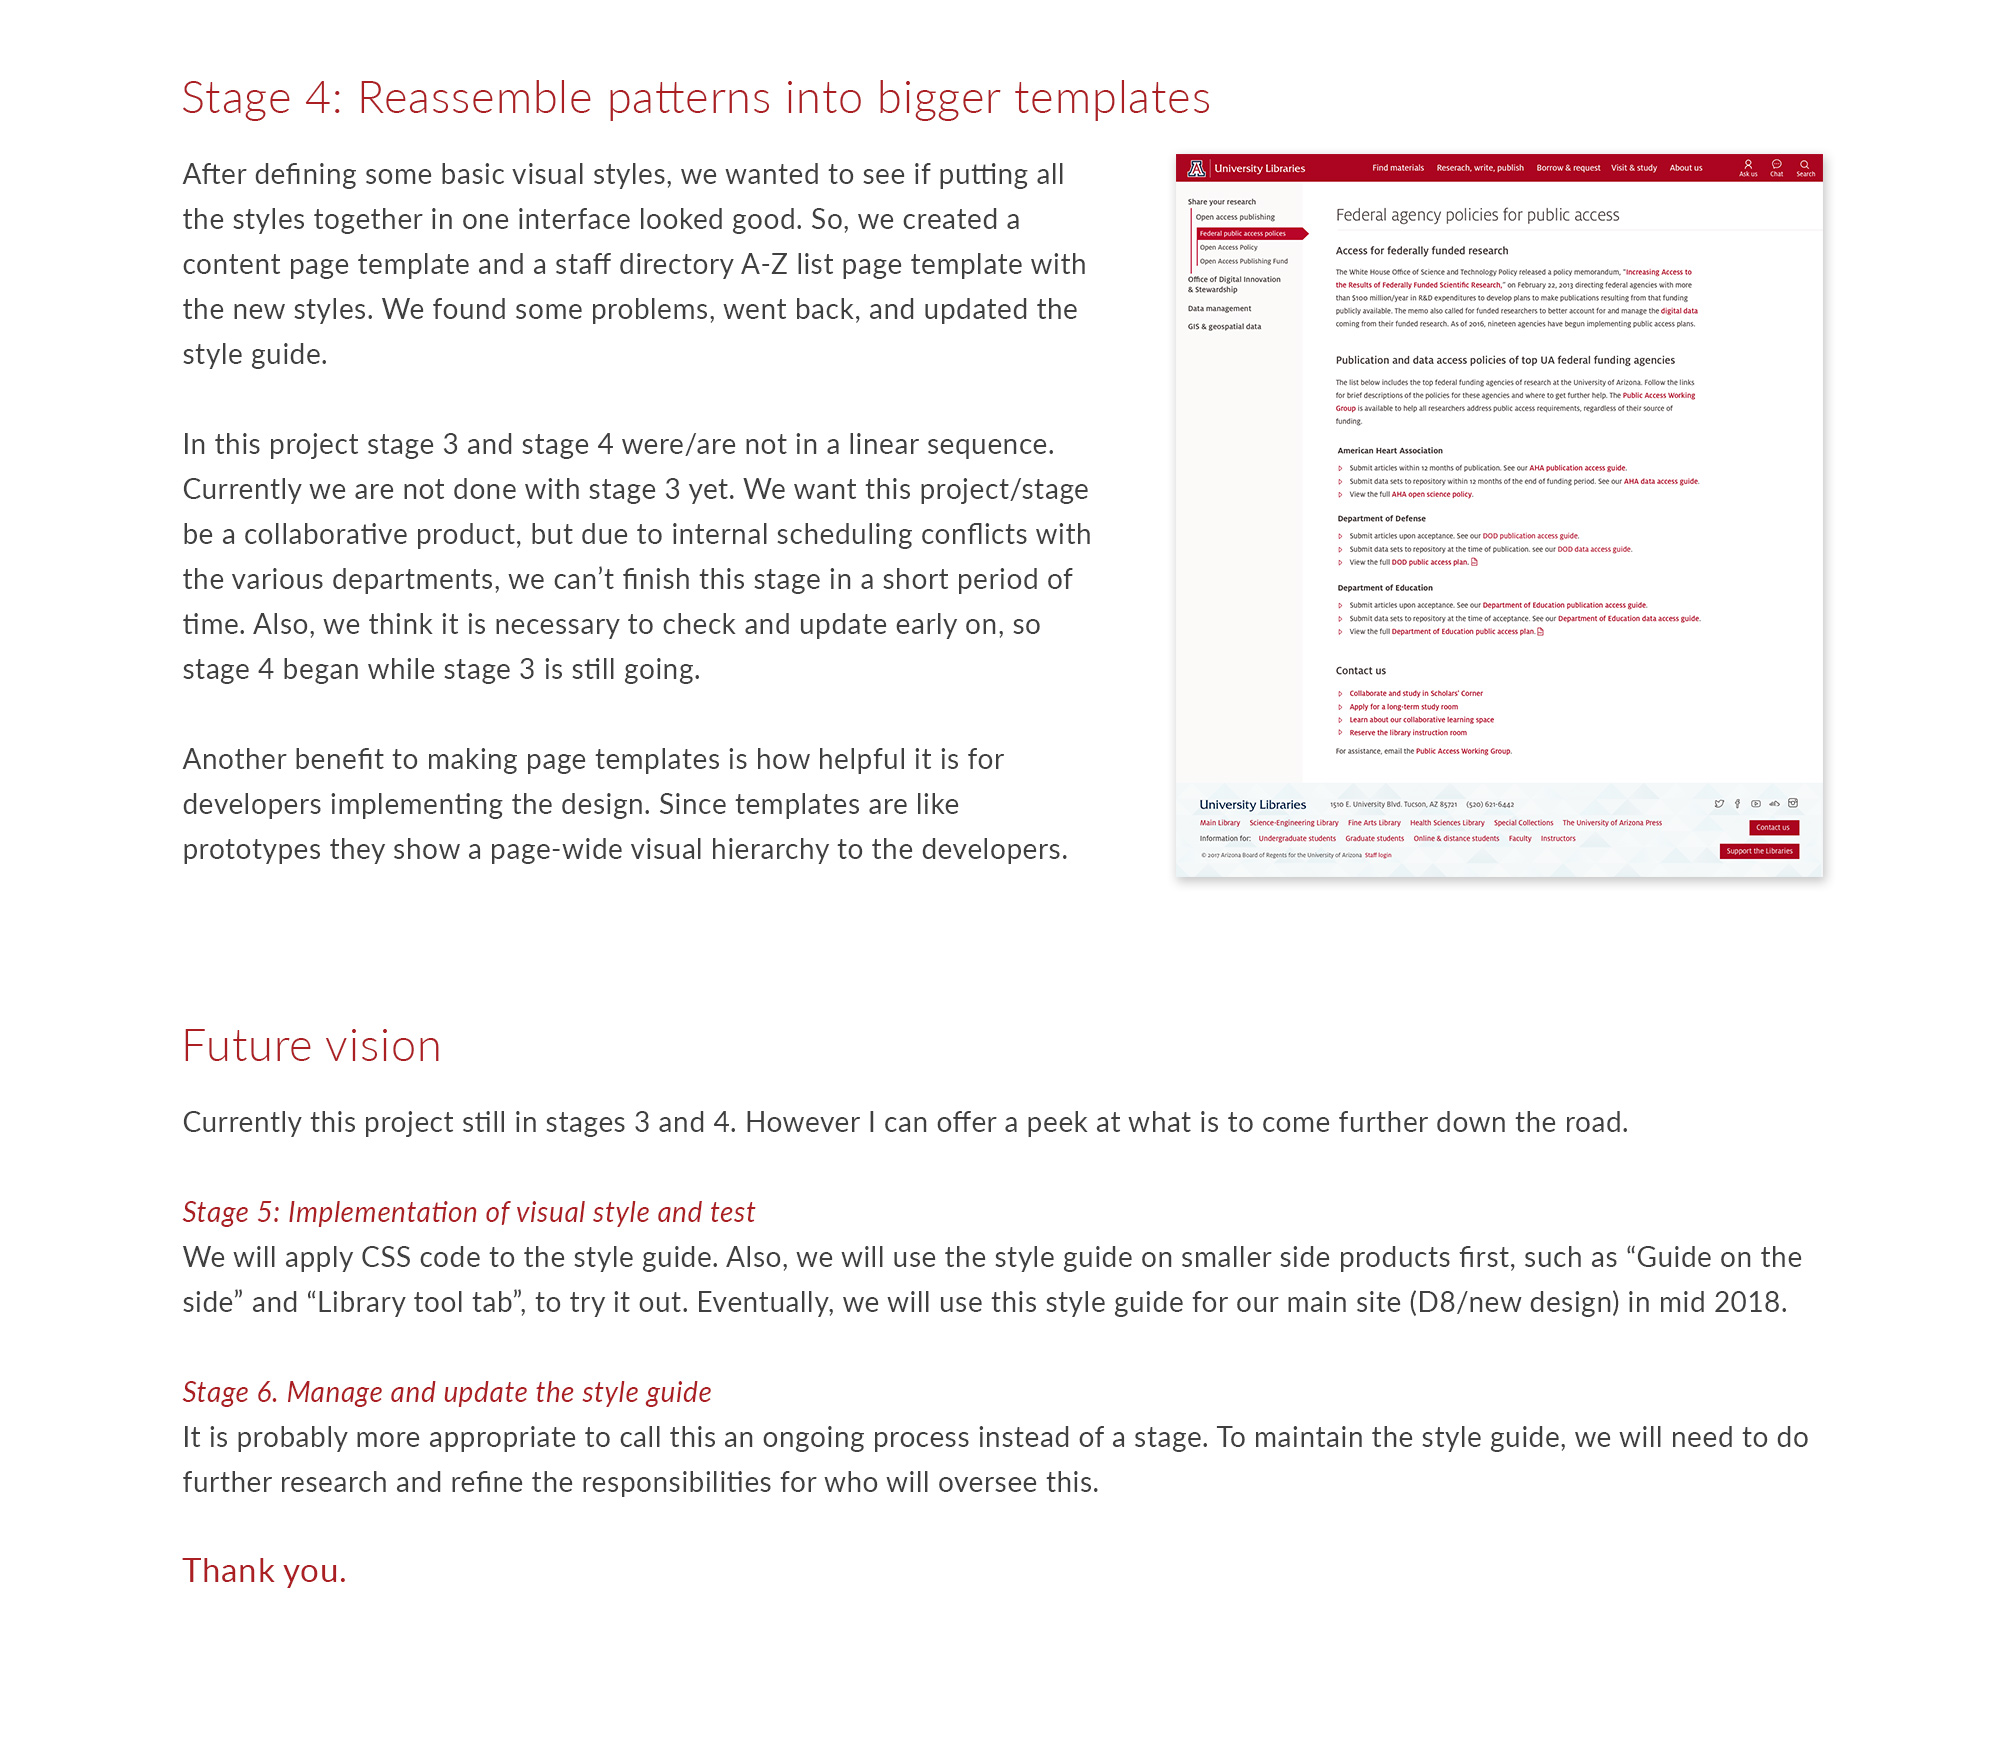 Stage 4: Reassemble patterns into bigger templates
After defining some basic visual styles, we wanted to see if putting all
the styles together in one interface looked good. So, we created a
content page template and a staff directory A-Z list page template with
the new styles. We found some problems, went back, and updated the
style guide.
In this project stage 3 and stage 4 were/are not in a linear sequence.
Currently we are not done with stage 3 yet. We want this project/stage
be a collaborative product, but due to internal scheduling conflicts with
the various departments, we can’t finish this stage in a short period of
time. Also, we think it is necessary to check and update early on, so
stage 4 began while stage 3 is still going.
Another benefit to making page templates is how helpful it is for
developers implementing the design. Since templates are like
prototypes they show a page-wide visual hierarchy to the developers.
A University Libraries Find materials Reserach, write, publish Borrow & request Visit & study About us Ask us Chat Search
Share your research
Open access publishing
Federal public access polices
Open Access Policy
Open Access Publishing Fund
Office of Digital Innovation
& Stewardship
Data management
GIS & geospatial data
Federal agency policies for public access
Access for federally funded research
The White House Office of Science and Technology Policy released a policy memorandum, "Increasing Access to
the Results of Federally Funded Scientific Research," on February 22, 2013 directing federal agencies with more
than $100 million/year in R&D expenditures to develop plans to make publications resulting from that funding
publicly available. The memo also called for funded researchers to better account for and manage the digital data
coming from their funded research. As of 2016, nineteen agencies have begun implementing public access plans.
Publication and data access policies of top UA federal funding agencies
The list below includes the top federal funding agencies of research at the University of Arizona. Follow the links
for brief descriptions of the policies for these agencies and where to get further help. The Public Access Working
Group is available to help all researchers address public access requirements, regardless of their source of
funding.
American Heart Association
Submit articles within 12 months of publication. See our AHA publication access guide.
Submit data sets to repository within 12 months of the end of funding period. See our AHA data access guide.
View the full AHA open science policy.
Department of Defense
Submit articles upon acceptance. See our DOD publication access guide.
Submit data sets to repository at the time of publication. see our DOD data access guide.
View the full DOD public access plan.
Department of Education
Submit articles upon acceptance. See our Department of Education publication access guide.
Submit data sets to repository at the time of acceptance. See our Department of Education data access guide.
View the full Department of Education public access plan.
Contact us
Collaborate and study in Scholars' Corner
Apply for a long-term study room
Learn about our collaborative learning space
Reserve the library instruction room
For assistance, email the Public Access Working Group.
University Libraries 1510 E. University Blvd. Tucson, AZ 85721 (520) 621-6442
Main Library Science-Engineering Library Fine Arts Library Health Sciences Library Special Collections The University of Arizona Press
Information for: Undergraduate students Graduate students Online & distance students Faculty Instructors
© 2017 Arizona Board of Regents for the University of Arizona Staff login
Contact us
Support the Libraries
Future vision
Currently this project still in stages 3 and 4. However I can offer a peek at what is to come further down the road.
Stage 5: Implementation of visual style and test
We will apply CSS code to the style guide. Also, we will use the style guide on smaller side products first, such as “Guide on the
side” and “Library tool tab”, to try it out. Eventually, we will use this style guide for our main site (D8/new design) in mid 2018.
Stage 6. Manage and update the style guide
It is probably more appropriate to call this an ongoing process instead of a stage. To maintain the style guide, we will need to do
further research and refine the responsibilities for who will oversee this.
Thank you.